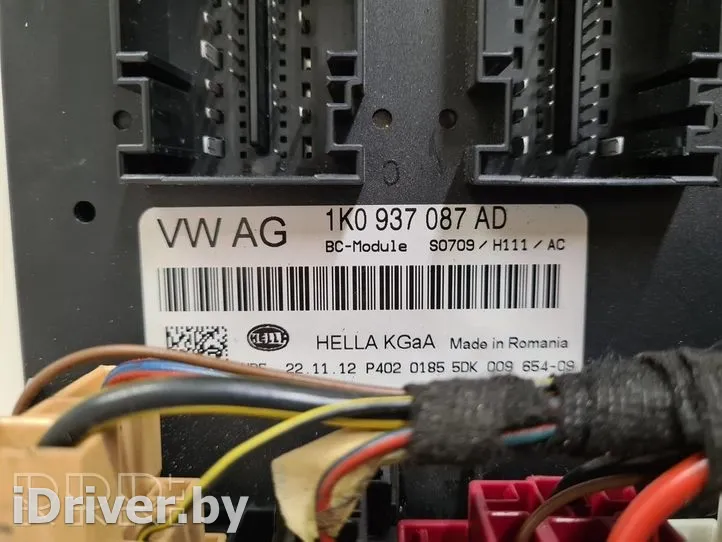 VW AG 1K0 937 087 AD
BC-Module S0709 / H111 / AC
HELLA HELLA KGaA Made in Romania
22.11.12 P402 0185 5DK 009 654-09
iDriver.by